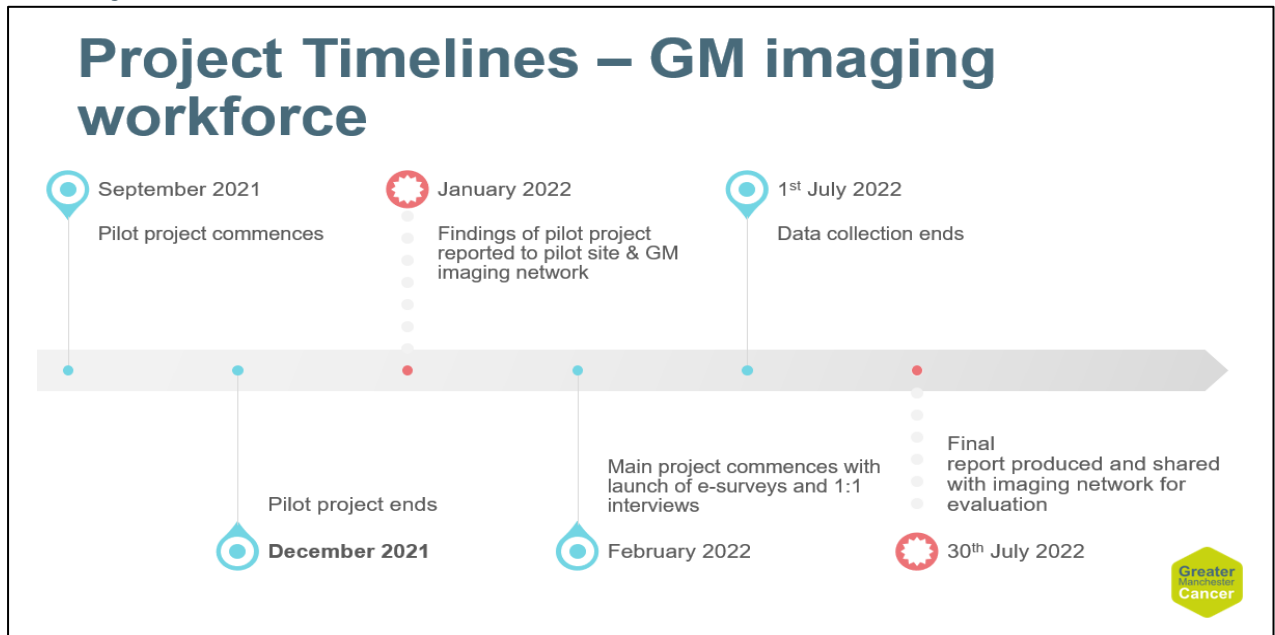 Project Timelines – GM imaging
workforce
September 2021
Pilot project commences
January 2022
Findings of pilot project
reported to pilot site & GM
imaging network
1st July 2022
Data collection ends
Pilot project ends
December 2021
Main project commences with
launch of e-surveys and 1:1
interviews
February 2022
Final
report produced and shared
with imaging network for
evaluation
30th July 2022
Greater
Manchester
Cancer